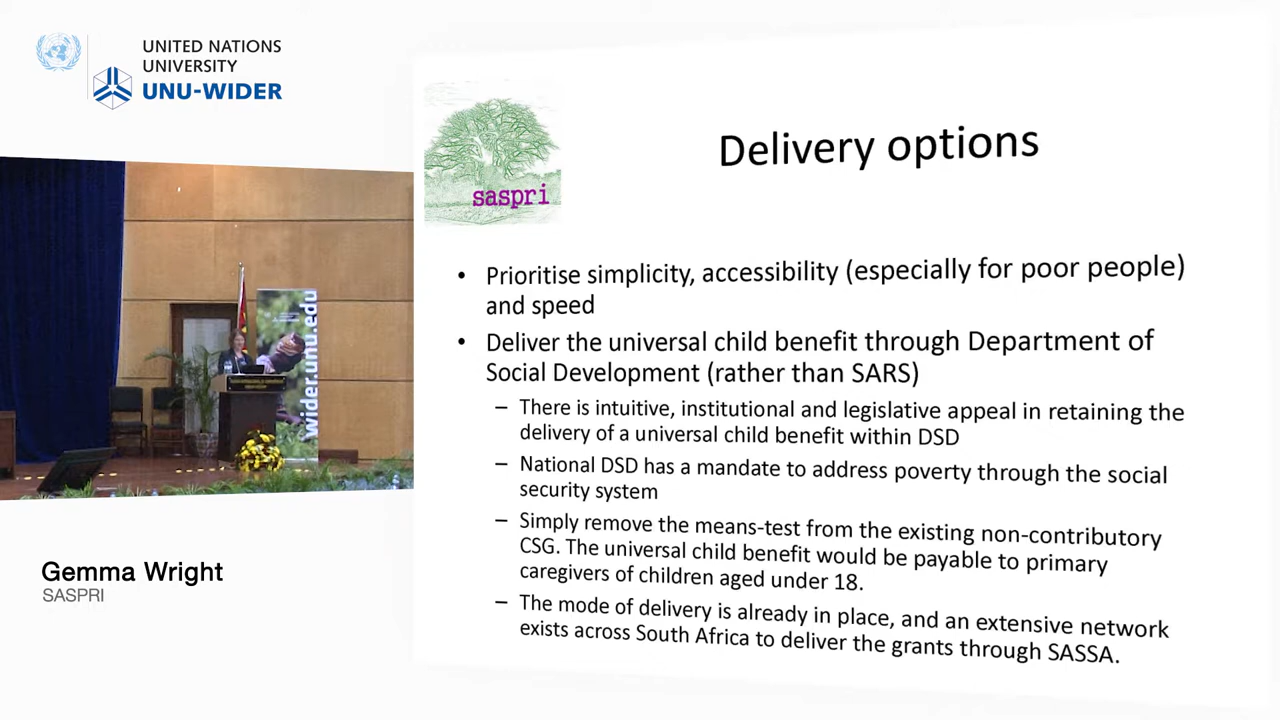 UNITED NATIONS
UNIVERSITY
UNU-WIDER
saspri
Delivery options
• Prioritise simplicity, accessibility (especially for poor people)
and speed
• Deliver the universal child benefit through Department of
Social Development (rather than SARS)
– There is intuitive, institutional and legislative appeal in retaining the
delivery of a universal child benefit within DSD
– National DSD has a mandate to address poverty through the social
security system
– Simply remove the means-test from the existing non-contributory
CSG. The universal child benefit would be payable to primary
caregivers of children aged under 18.
– The mode of delivery is already in place, and an extensive network
exists across South Africa to deliver the grants through SASSA.
wider.unu.edu
Gemma Wright
SASPRI